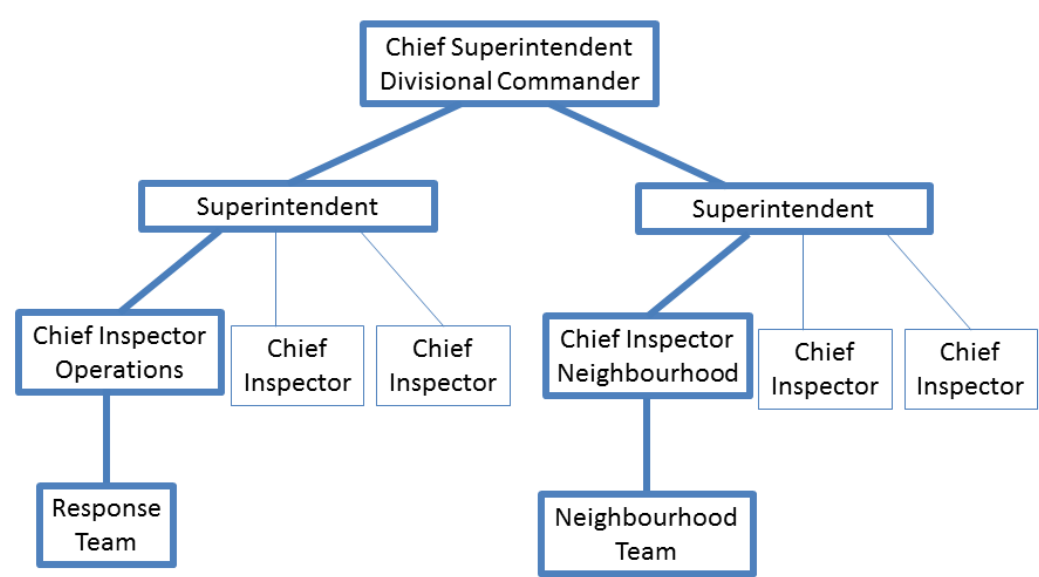 Chief Superintendent
Divisional Commander
Superintendent
Superintendent
Chief Inspector
Operations
Chief
Inspector
Chief
Inspector
Chief Inspector
Neighbourhood
Chief
Inspector
Chief
Inspector
Response
Team
Neighbourhood
Team